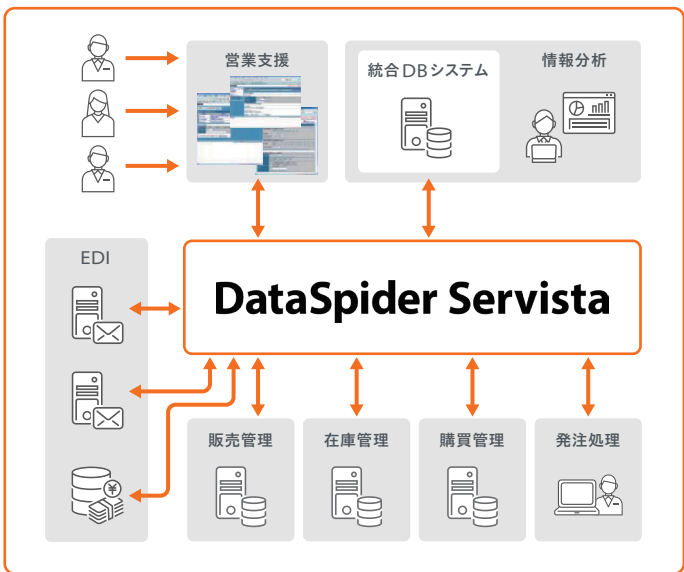 営業支援
統合DBシステム
情報分析
EDI
DataSpider Servista
¥
販売管理
在庫管理
購買管理
発注処理